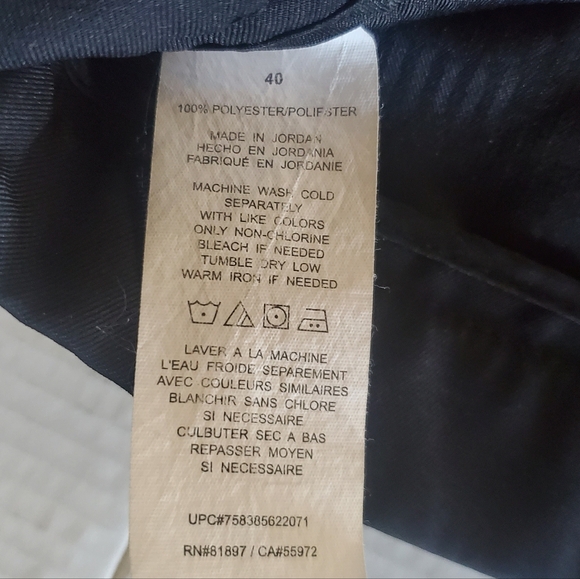 40
100% POLYESTER/POLIESTER
MADE IN JORDAN
HECHO EN JORDANIA
FABRIQUÉ EN JORDANIE
MACHINE WASH COLD
SEPARATELY
WITH LIKE COLORS
ONLY NON-CHLORINE
BLEACH IF NEEDED
TUMBLE DRY LOW
WARM IRON IF NEEDED
LAVER A LA MACHINE
L'EAU FROIDE SEPAREMENT
AVEC COULEURS SIMILAIRES
BLANCHIR SANS CHLORE
SI NECESSAIRE
CULBUTER SEC A BAS
REPASSER MOYEN
SI NECESSAIRE
UPC#758385622071
RN#81897 / CA#55972